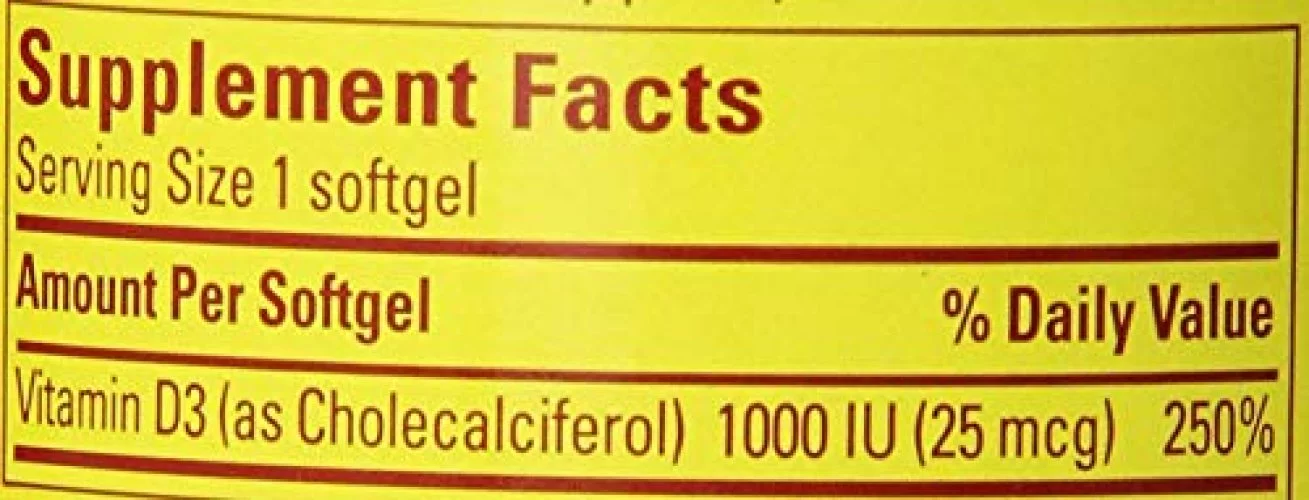 Supplement Facts
Serving Size 1 softgel
Amount Per Softgel % Daily Value
Vitamin D3 (as Cholecalciferol) 1000 IU (25 mcg) 250%